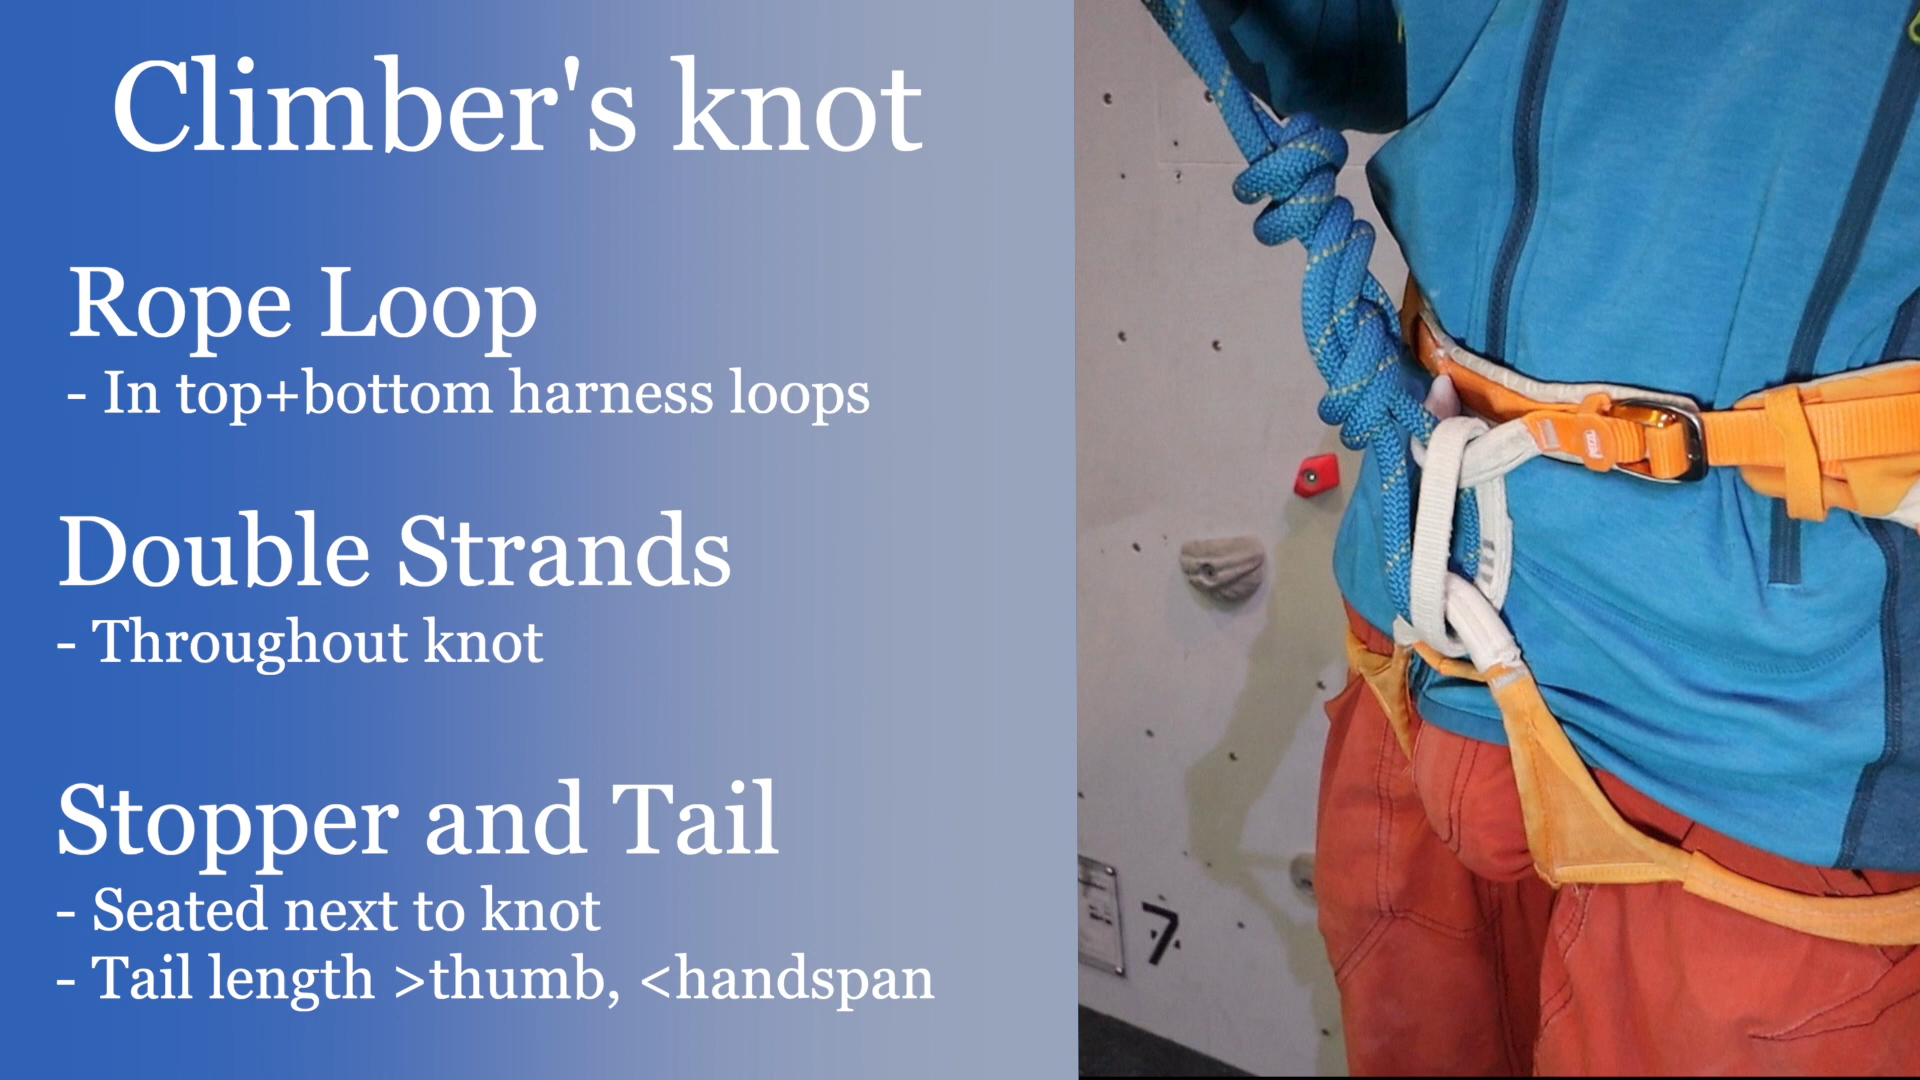 Climber's knot
Rope Loop
- In top+bottom harness loops
Double Strands
- Throughout knot
Stopper and Tail
- Seated next to knot
- Tail length >thumb, <handspan
PETZL
7